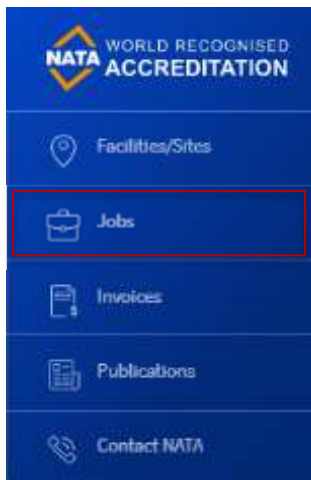 NATA
WORLD RECOGNISED
ACCREDITATION
Facilities/Sites
Jobs
Invoices
Publications
Contact NATA